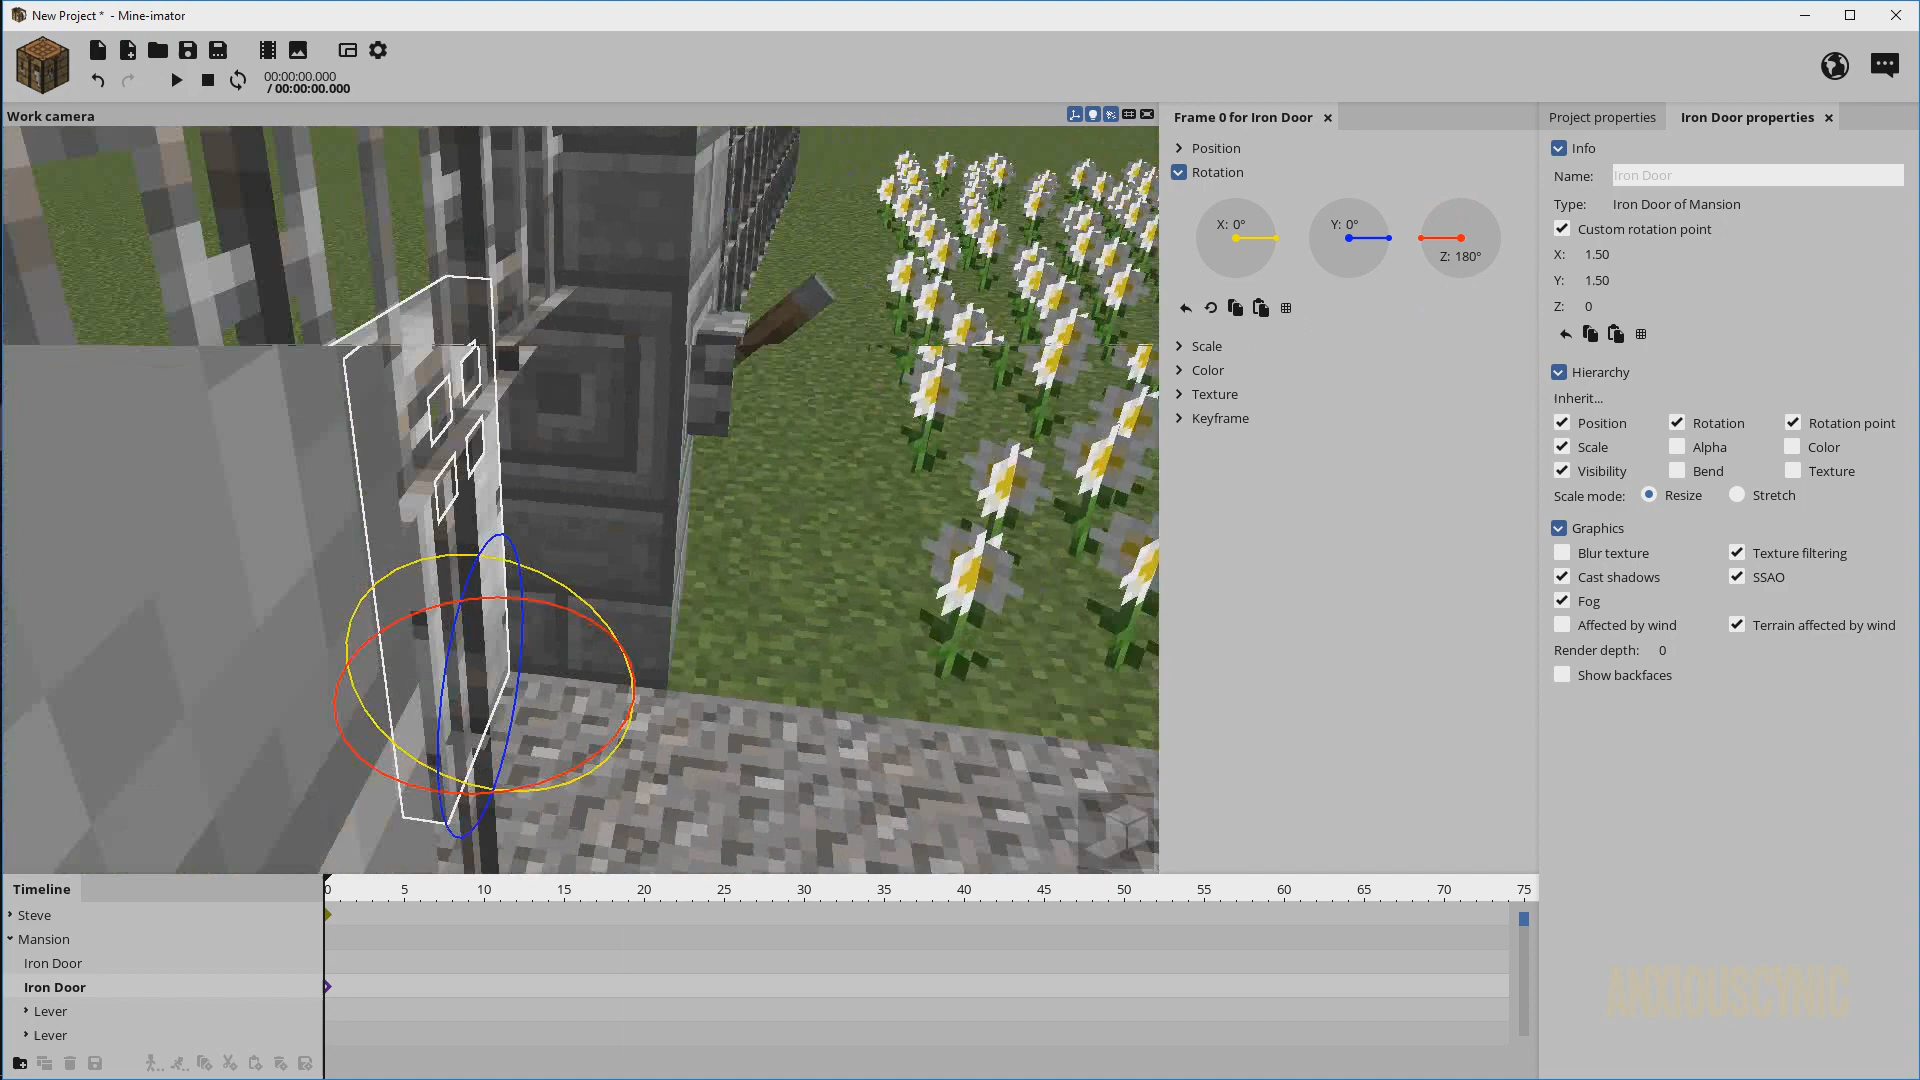 New Project * - Mine-imator
00:00:00.000
/ 00:00:00.000
Work camera
Frame 0 for Iron Door
Position
Rotation
X: 0°
Y: 0°
Z: 180°
Scale
Color
Texture
Keyframe
Project properties
Iron Door properties
Info
Name: Iron Door
Type: Iron Door of Mansion
Custom rotation point
X: 1.50
Y: 1.50
Z: 0
Hierarchy
Inherit...
Position Rotation Rotation point
Scale Alpha Color
Visibility Bend Texture
Scale mode: Resize Stretch
Graphics
Blur texture Texture filtering
Cast shadows SSAO
Fog
Affected by wind Terrain affected by wind
Render depth: 0
Show backfaces
Timeline
0 5 10 15 20 25 30 35 40 45 50 55 60 65 70 75
Steve
Mansion
Iron Door
Iron Door
Lever
Lever
ANXIOUSCYNIC